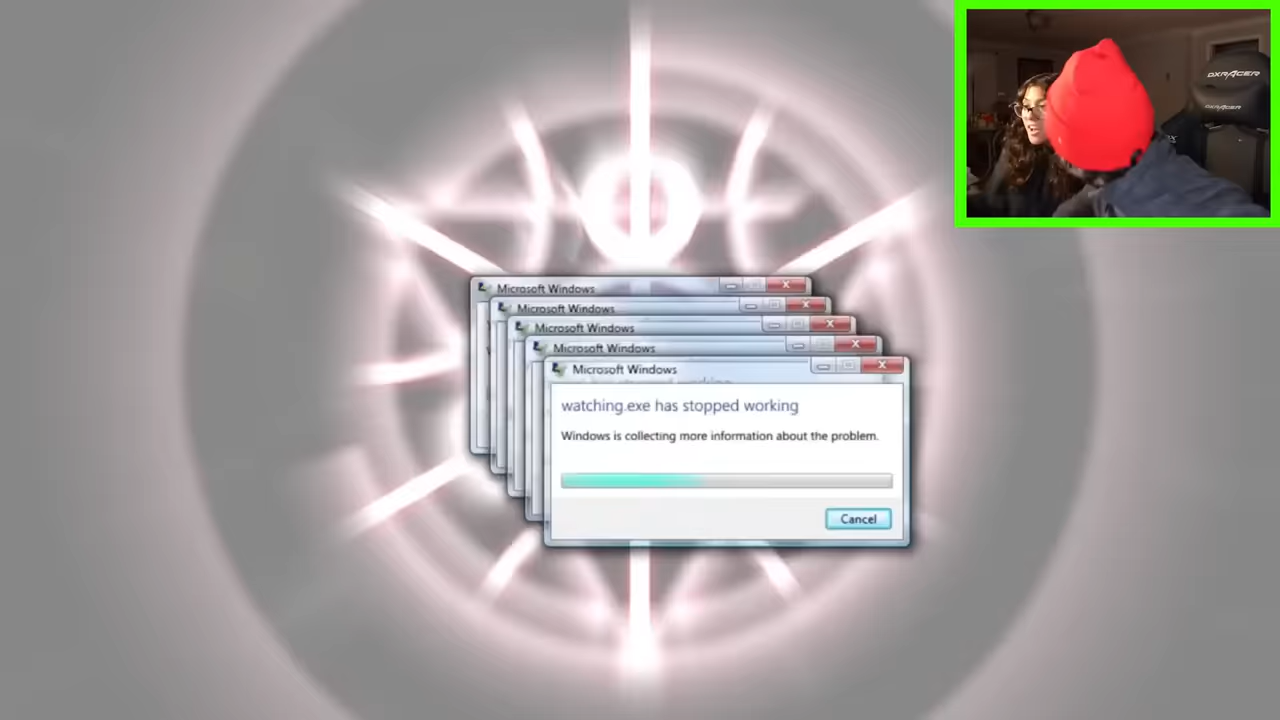 DXRACER
DXRACER
Microsoft Windows
Microsoft Windows
Microsoft Windows
Microsoft Windows
Microsoft Windows
watching.exe has stopped working
Windows is collecting more information about the problem.
Cancel